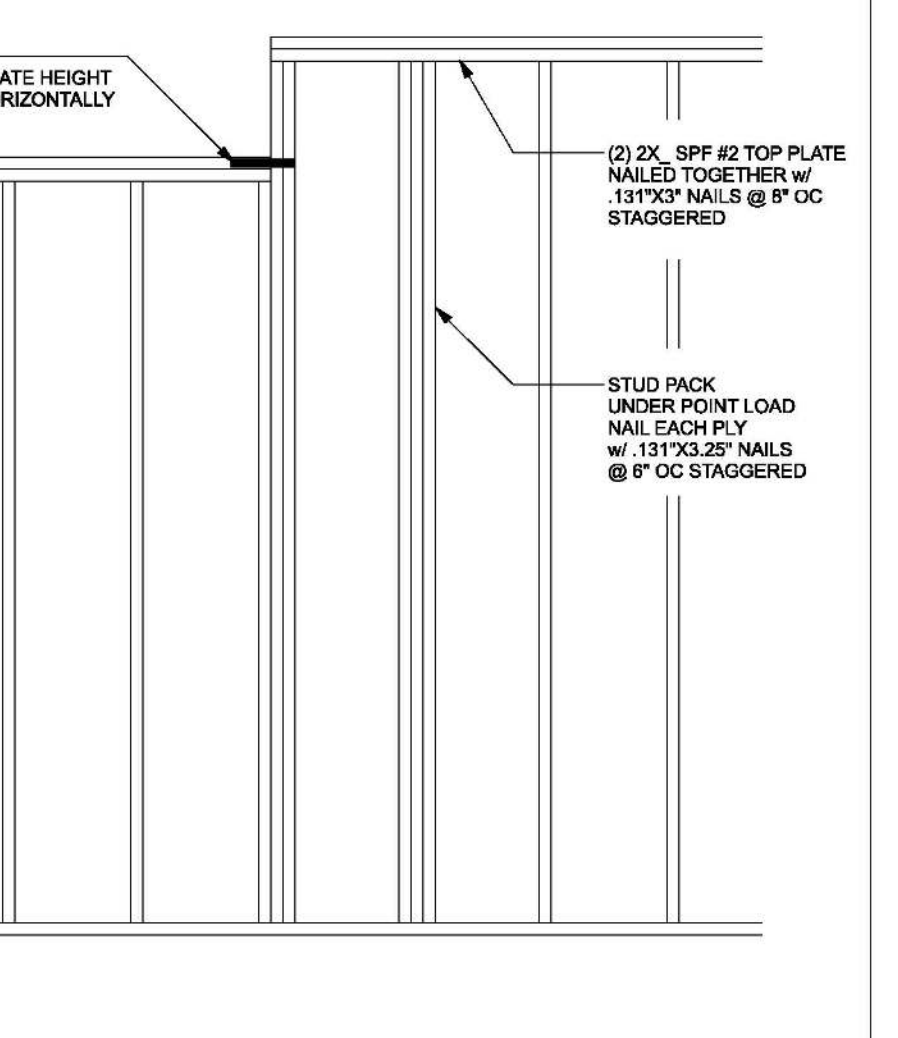 ATE HEIGHT
RIZONTALLY
(2) 2X_ SPF #2 TOP PLATE
NAILED TOGETHER w/
.131"X3" NAILS @ 8" OC
STAGGERED
STUD PACK
UNDER POINT LOAD
NAIL EACH PLY
w/ .131"X3.25" NAILS
@ 6" OC STAGGERED